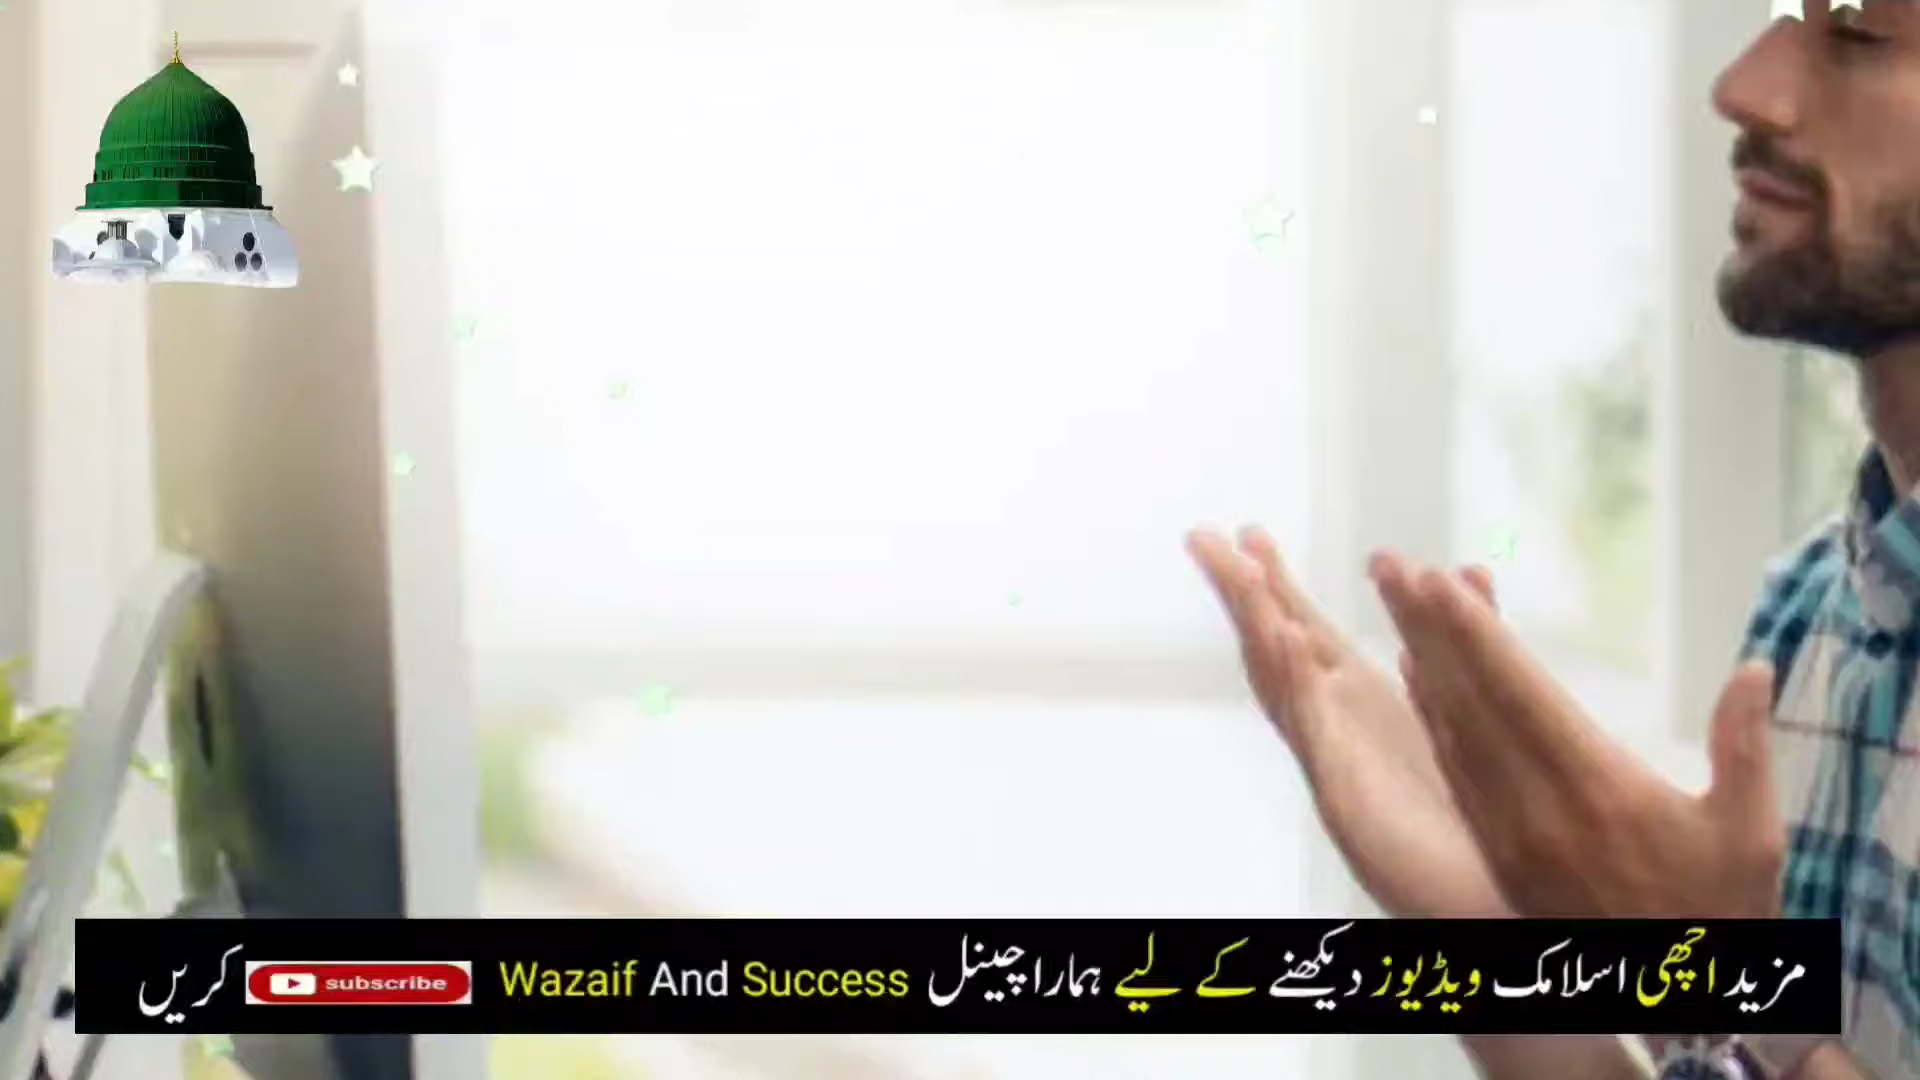 مزید اچھی اسلامک ویڈیوز دیکھنے کے لیے ہمارا چینل Wazaif And Success subscribe کریں